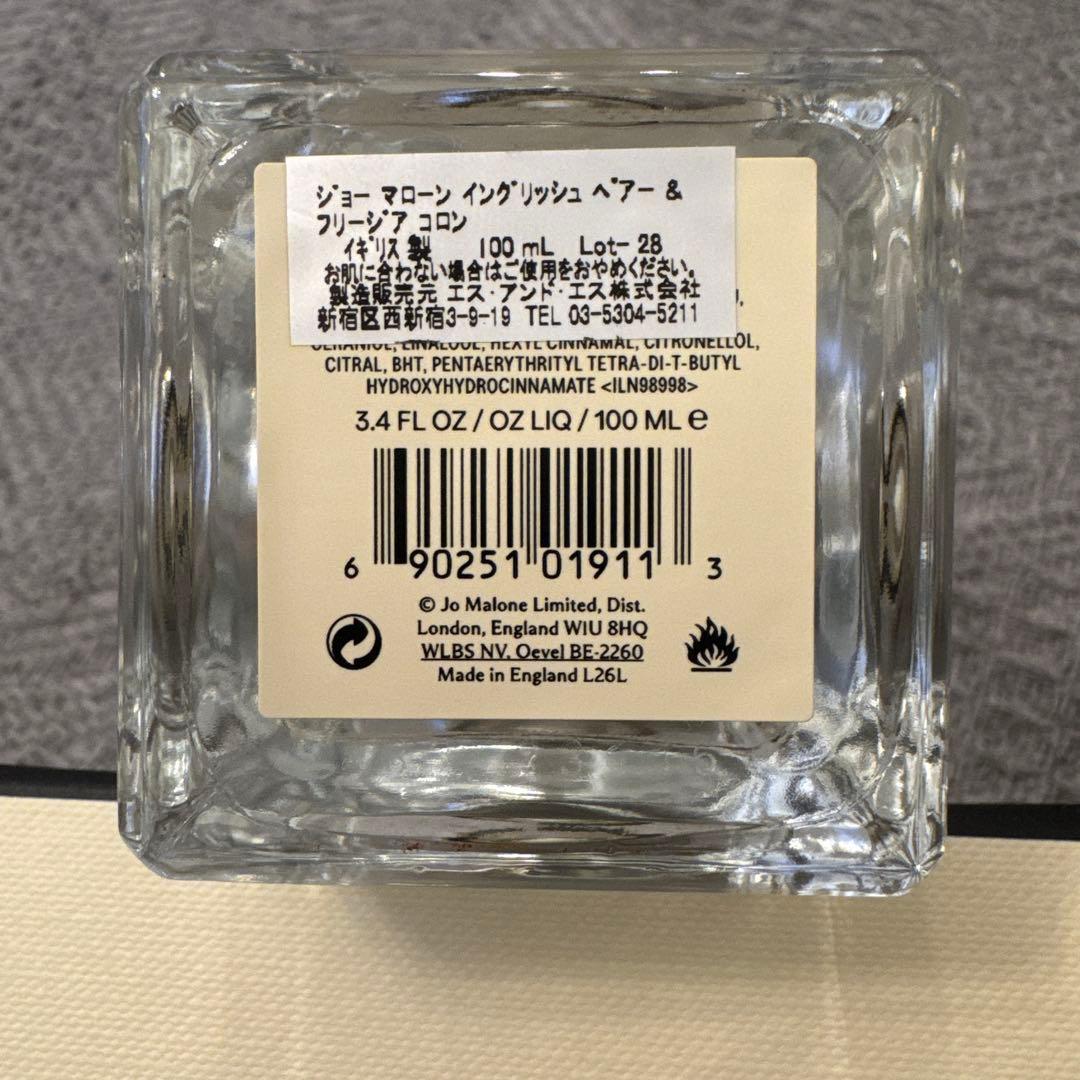 ジョー マローン イングリッシュ ペアー &
フリージア コロン
イギリス 製 100 mL Lot- 28
お肌に合わない場合はご使用をおやめください。
製造販売元 エス・アンド・エス株式会社
新宿区西新宿3-9-19 TEL 03-5304-5211
GERANIOL, LINALOOL, HEXYL CINNAMAL, CITRONELLOL,
CITRAL, BHT, PENTAERYTHRITYL TETRA-DI-T-BUTYL
HYDROXYHYDROCINNAMATE <ILN98998>
3.4 FL OZ / OZ LIQ / 100 ML e
6 90251 01911 3
© Jo Malone Limited, Dist.
London, England W1U 8HQ
WLBS NV, Oevel BE-2260
Made in England L26L